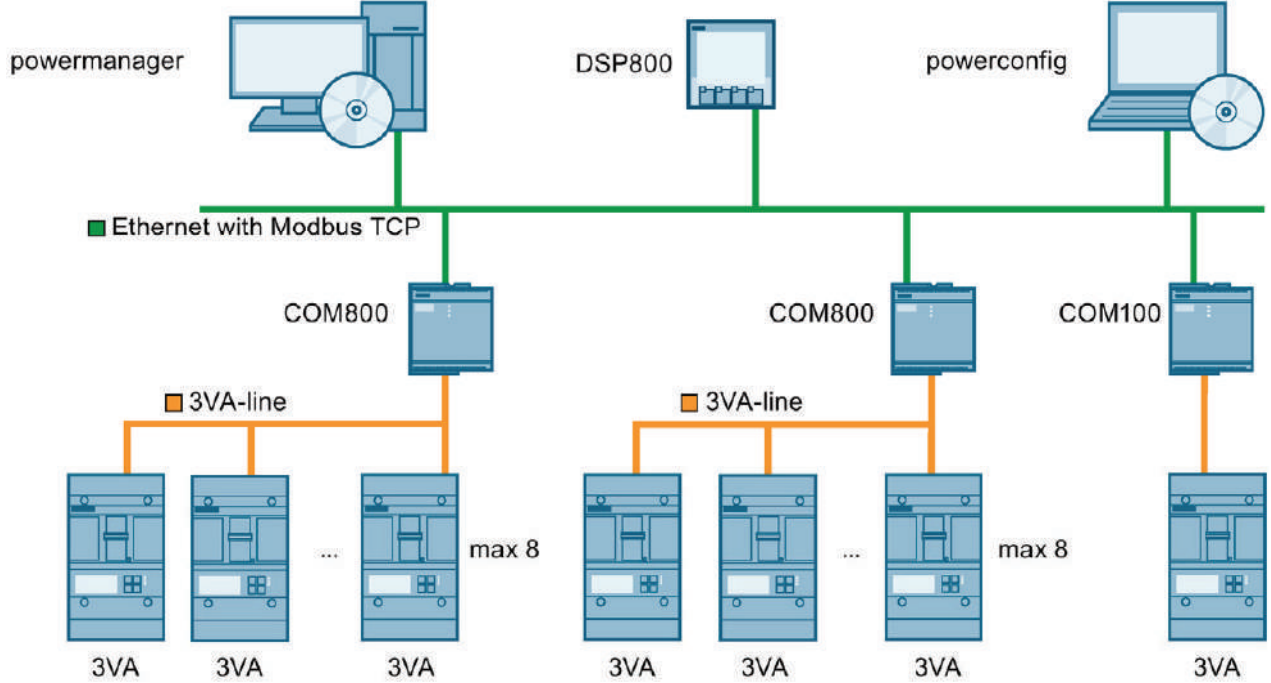 powermanager
DSP800
powerconfig
Ethernet with Modbus TCP
COM800
COM800
COM100
3VA-line
3VA-line
...
max 8
...
max 8
3VA
3VA
3VA
3VA
3VA
3VA
3VA